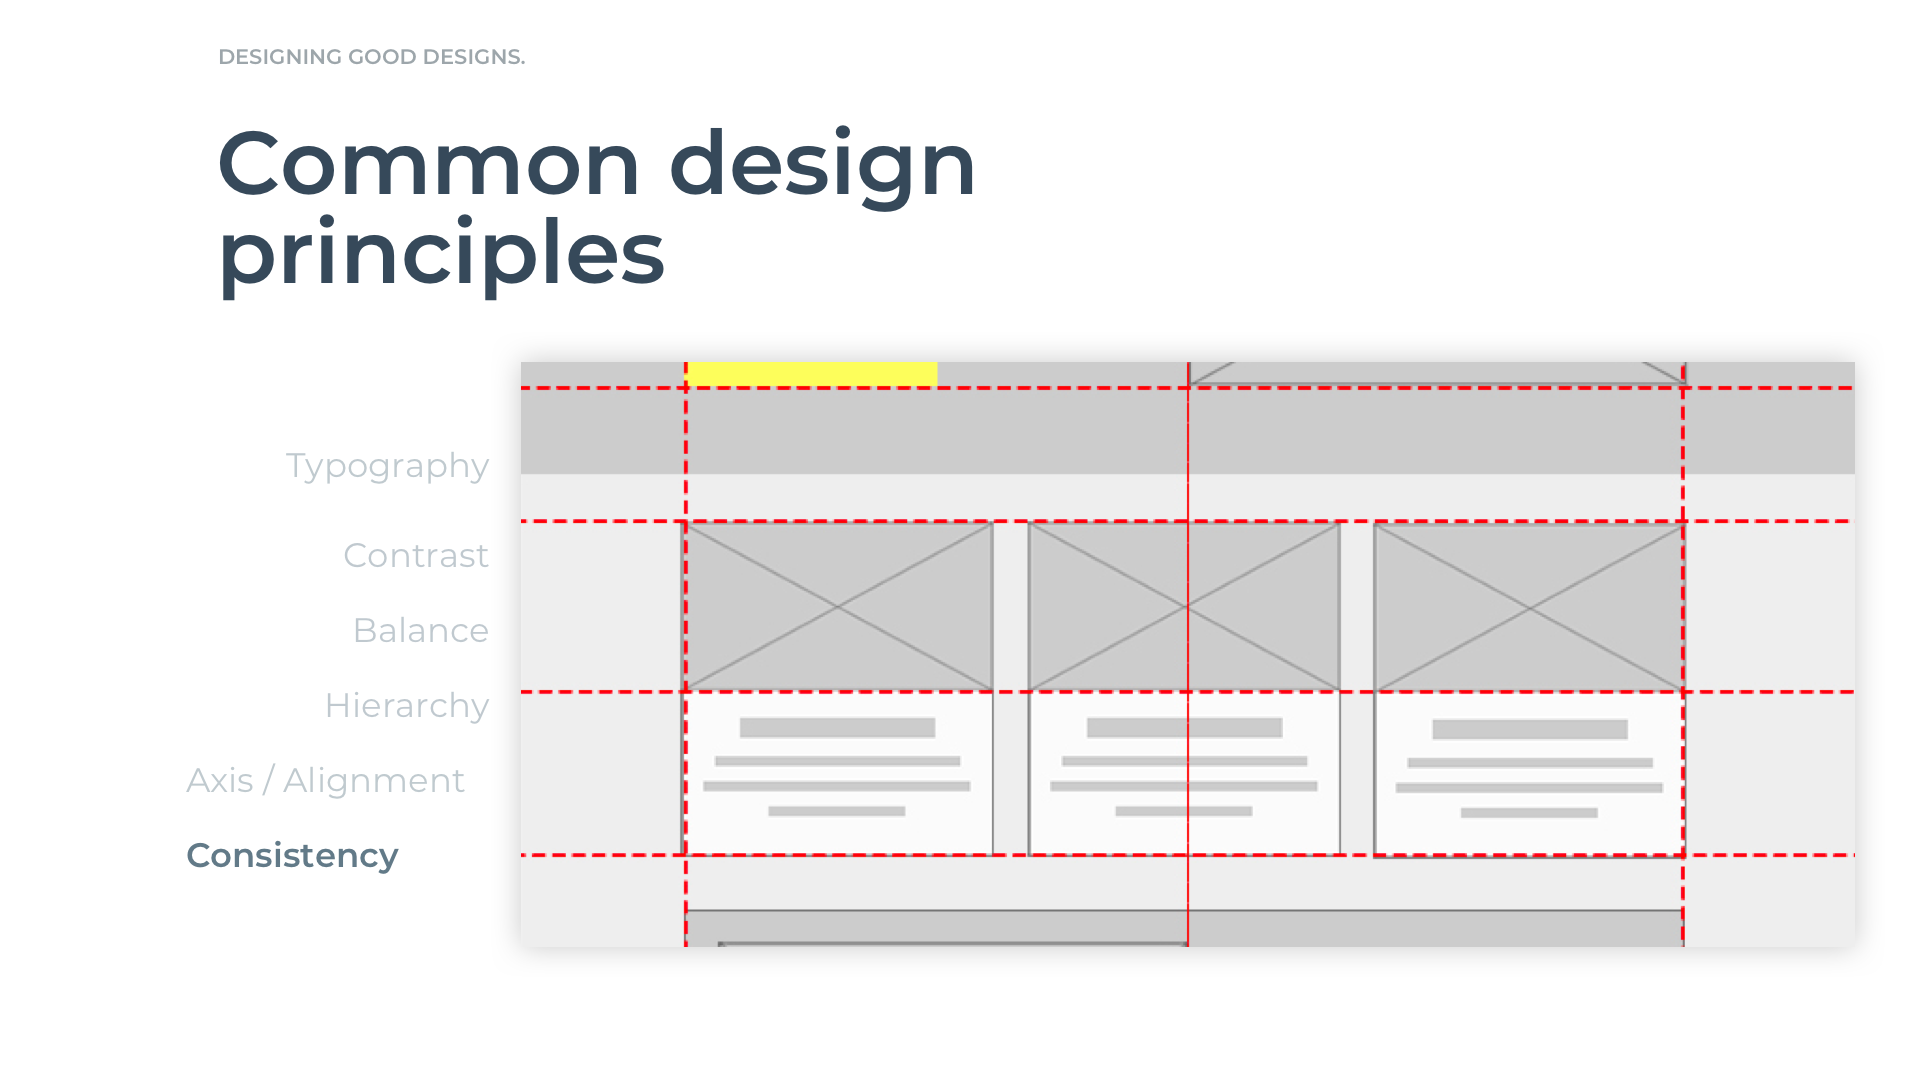 DESIGNING GOOD DESIGNS.
Common design
principles
Typography
Contrast
Balance
Hierarchy
Axis / Alignment
Consistency